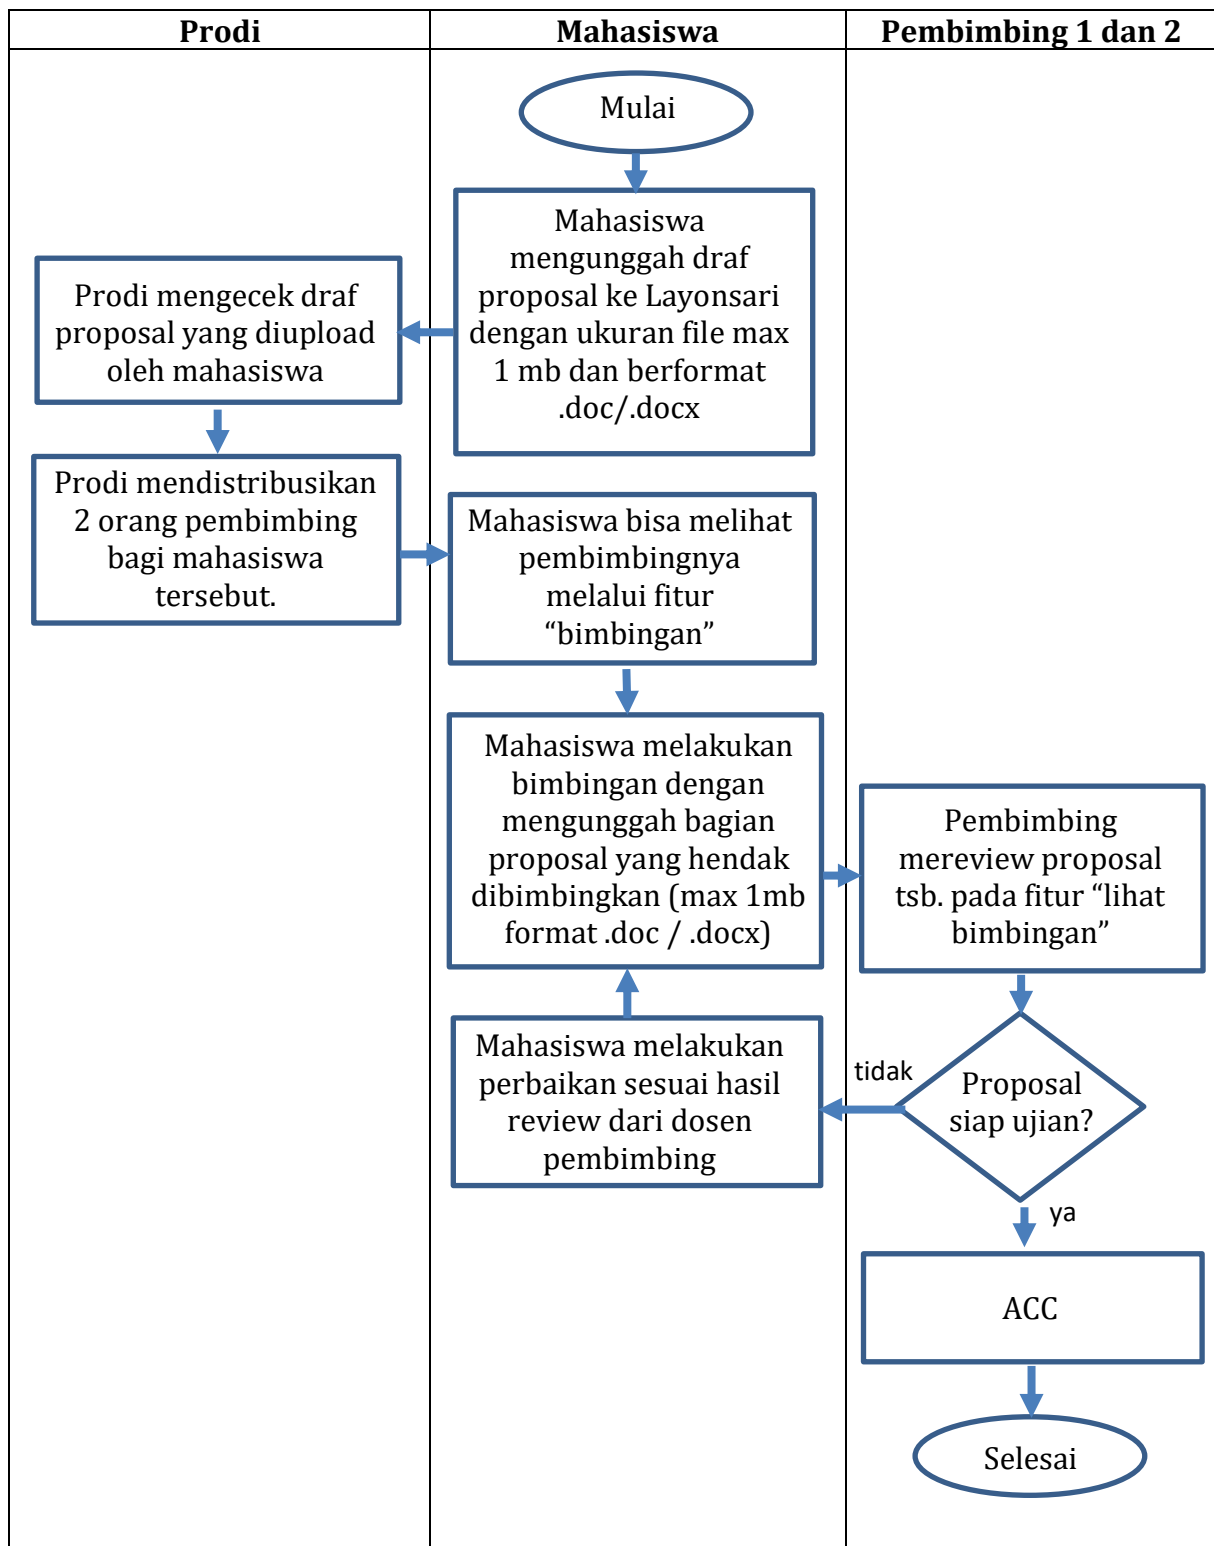 Prodi
Mahasiswa
Pembimbing 1 dan 2
Mulai
Mahasiswa
mengunggah draf
proposal ke Layonsari
dengan ukuran file max
1 mb dan berformat
.doc/.docx
Prodi mengecek draf
proposal yang diupload
oleh mahasiswa
Prodi mendistribusikan
2 orang pembimbing
bagi mahasiswa
tersebut.
Mahasiswa bisa melihat
pembimbingnya
melalui fitur
“bimbingan”
Mahasiswa melakukan
bimbingan dengan
mengunggah bagian
proposal yang hendak
dibimbingkan (max 1mb
format .doc / .docx)
Pembimbing
mereview proposal
tsb. pada fitur “lihat
bimbingan”
Proposal
siap ujian?
tidak
Mahasiswa melakukan
perbaikan sesuai hasil
review dari dosen
pembimbing
ya
ACC
Selesai